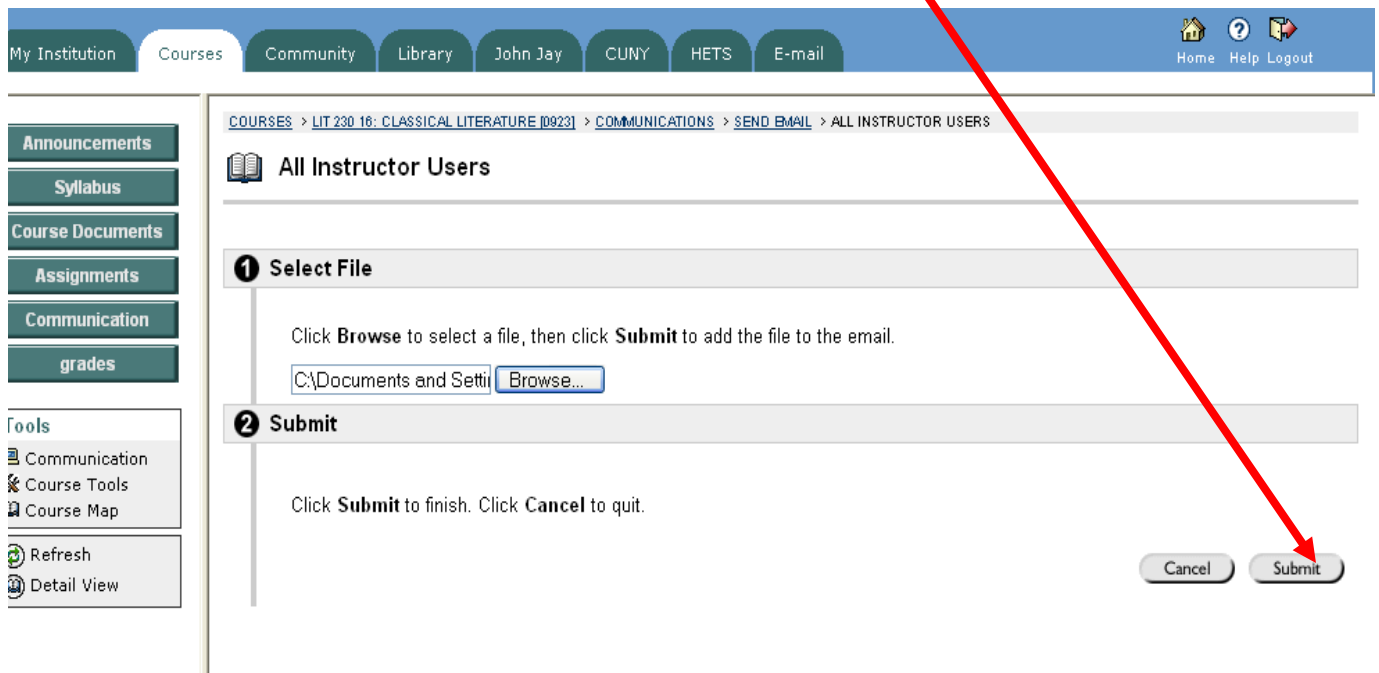 My Institution Courses Community Library John Jay CUNY HETS E-mail
Home Help Logout
COURSES > LIT 230 16: CLASSICAL LITERATURE [0923] > COMMUNICATIONS > SEND EMAIL > ALL INSTRUCTOR USERS
All Instructor Users
Announcements
Syllabus
Course Documents
Assignments
Communication
grades
Tools
Communication
Course Tools
Course Map
Refresh
Detail View
1 Select File
Click Browse to select a file, then click Submit to add the file to the email.
C:\Documents and Setti Browse...
2 Submit
Click Submit to finish. Click Cancel to quit.
Cancel Submit